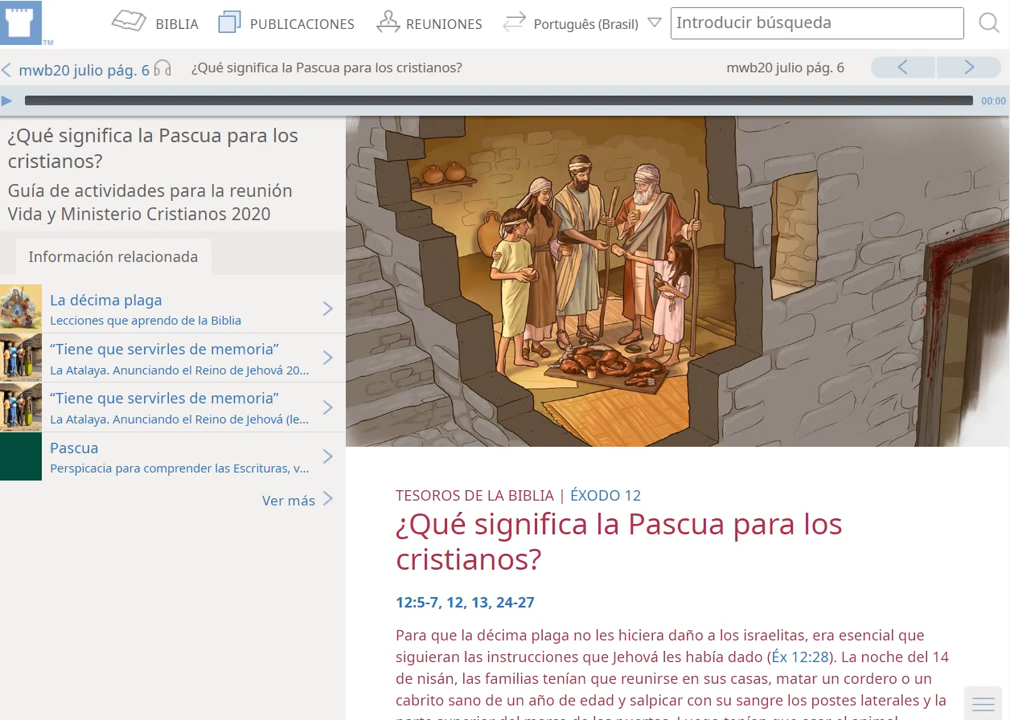 TM
BIBLIA
PUBLICACIONES
REUNIONES
Português (Brasil)
Introducir búsqueda
mwb20 julio pág. 6
¿Qué significa la Pascua para los cristianos?
mwb20 julio pág. 6
00:00
¿Qué significa la Pascua para los
cristianos?
Guía de actividades para la reunión
Vida y Ministerio Cristianos 2020
Información relacionada
La décima plaga
Lecciones que aprendo de la Biblia
“Tiene que servirles de memoria”
La Atalaya. Anunciando el Reino de Jehová 20...
“Tiene que servirles de memoria”
La Atalaya. Anunciando el Reino de Jehová (le...
Pascua
Perspicacia para comprender las Escrituras, v...
Ver más
TESOROS DE LA BIBLIA | ÉXODO 12
¿Qué significa la Pascua para los
cristianos?
12:5-7, 12, 13, 24-27
Para que la décima plaga no les hiciera daño a los israelitas, era esencial que
siguieran las instrucciones que Jehová les había dado (Éx 12:28). La noche del 14
de nisán, las familias tenían que reunirse en sus casas, matar un cordero o un
cabrito sano de un año de edad y salpicar con su sangre los postes laterales y la